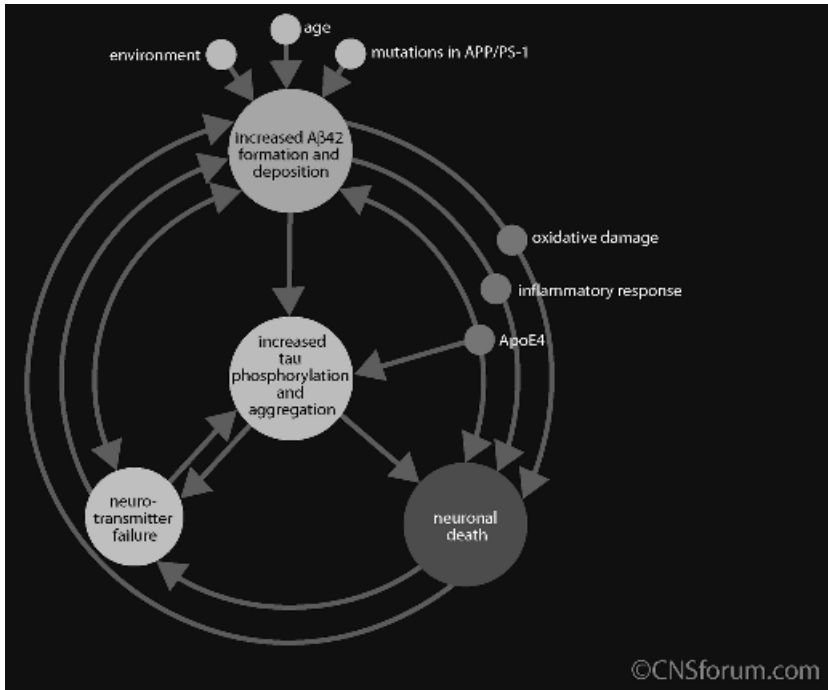 age
environment
mutations in APP/PS-1
increased Aβ42
formation and
deposition
oxidative damage
inflammatory response
ApoE4
increased
tau
phosphorylation
and
aggregation
neuro-
transmitter
failure
neuronal
death
©CNSforum.com